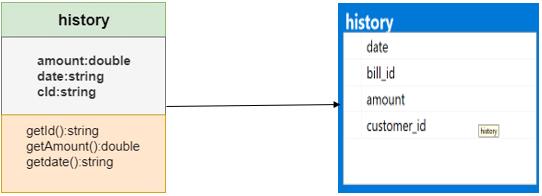 history
amount:double
date:string
cId:string
getId():string
getAmount():double
getdate():string
history
date
bill_id
amount
customer_id
history